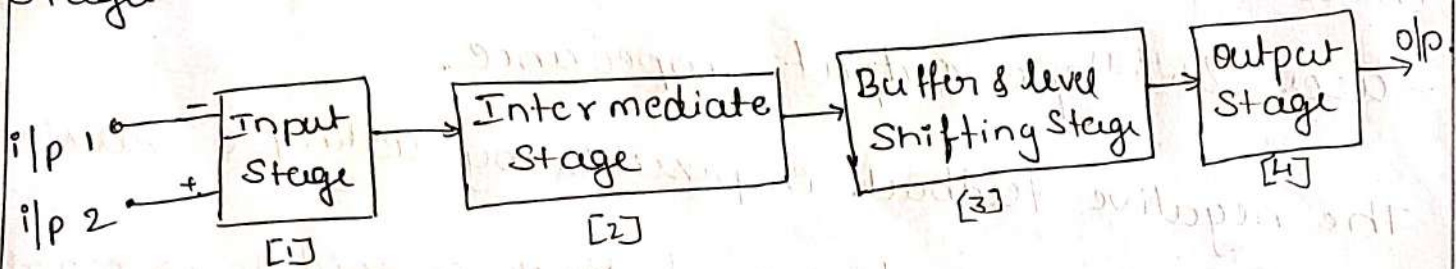 Input
Stage
[1]
i/p 1
-
i/p 2
+
Intermediate
Stage
[2]
Buffer & level
Shifting Stage
[3]
output
Stage
[4]
o/p.